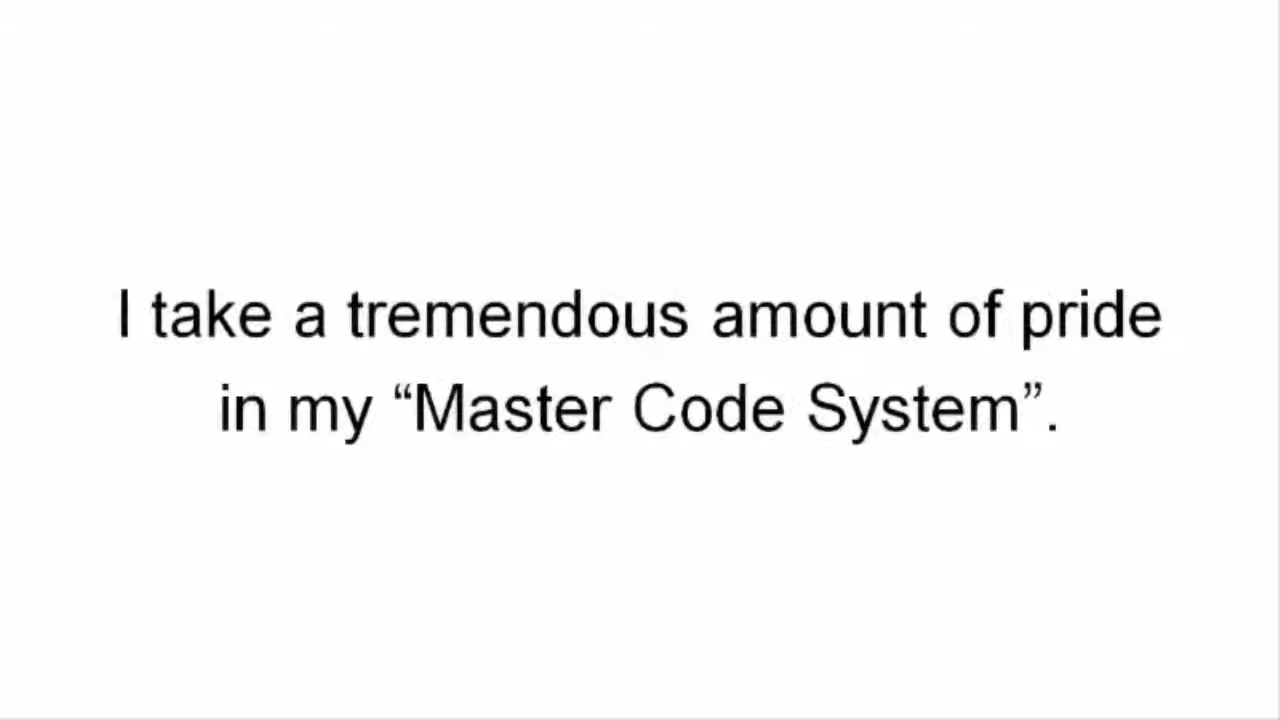 I take a tremendous amount of pride
in my “Master Code System”.